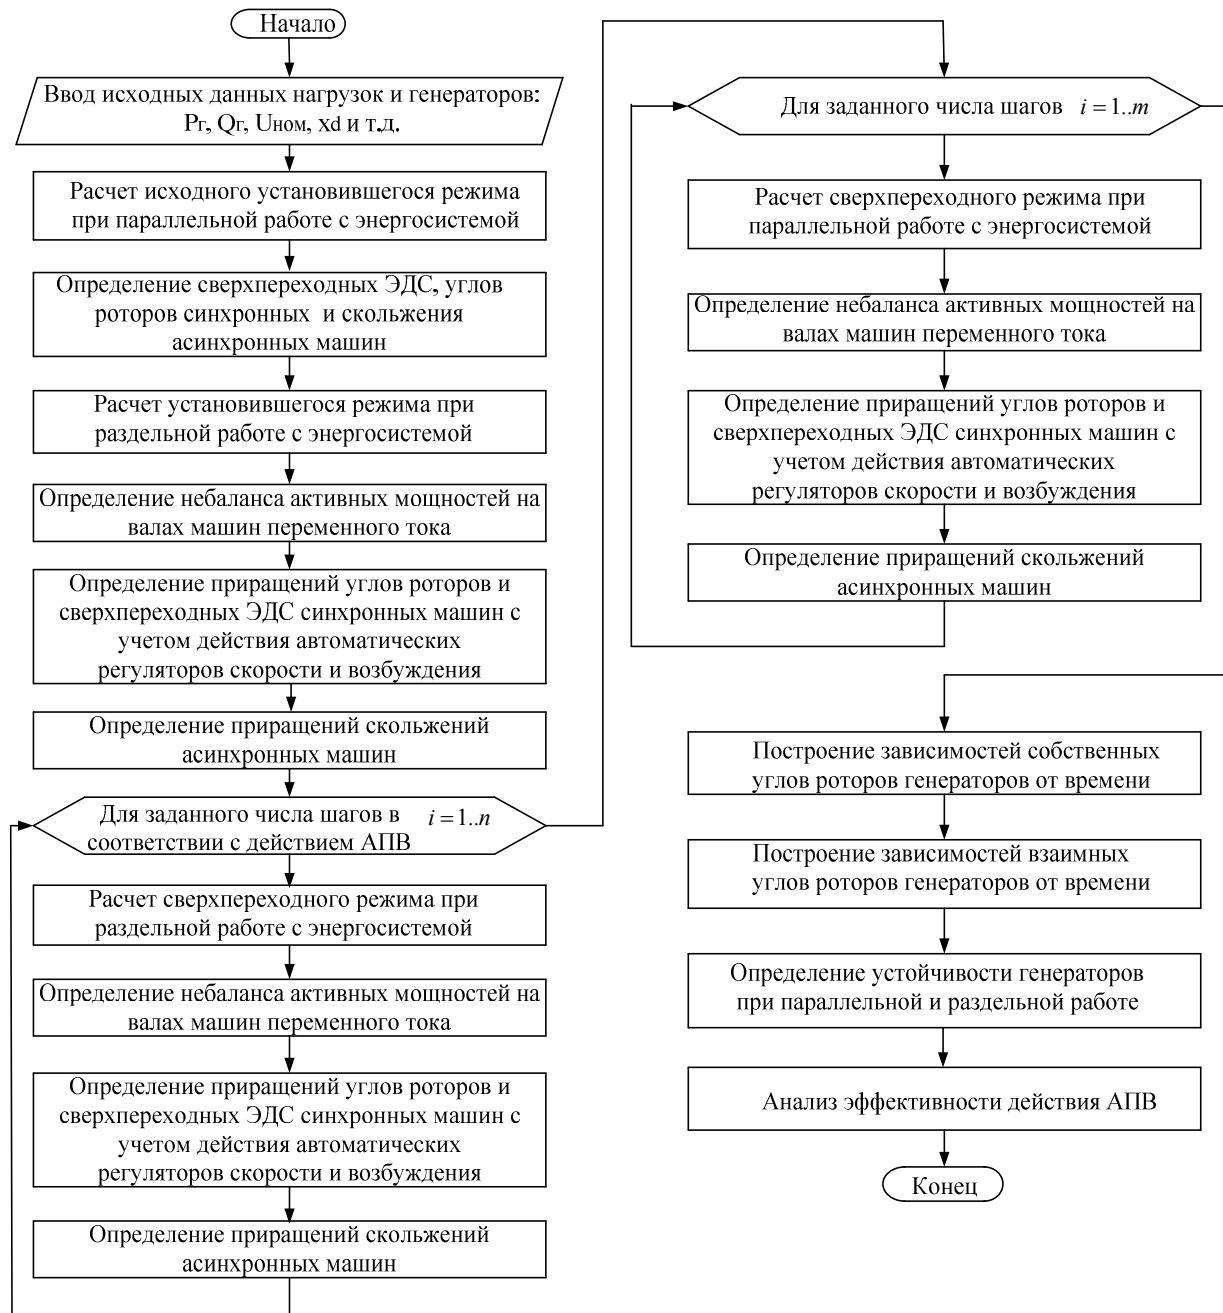 Начало
Ввод исходных данных нагрузок и генераторов:
Рг, Qг, Uном, xd и т.д.
Расчет исходного установившегося режима
при параллельной работе с энергосистемой
Определение сверхпереходных ЭДС, углов
роторов синхронных и скольжения
асинхронных машин
Расчет установившегося режима при
раздельной работе с энергосистемой
Определение небаланса активных мощностей на
валах машин переменного тока
Определение приращений углов роторов и
сверхпереходных ЭДС синхронных машин с
учетом действия автоматических
регуляторов скорости и возбуждения
Определение приращений скольжений
асинхронных машин
Для заданного числа шагов в i = 1..n
соответствии с действием АПВ
Расчет сверхпереходного режима при
раздельной работе с энергосистемой
Определение небаланса активных мощностей на
валах машин переменного тока
Определение приращений углов роторов и
сверхпереходных ЭДС синхронных машин с
учетом действия автоматических
регуляторов скорости и возбуждения
Определение приращений скольжений
асинхронных машин
Для заданного числа шагов i = 1..m
Расчет сверхпереходного режима при
параллельной работе с энергосистемой
Определение небаланса активных мощностей на
валах машин переменного тока
Определение приращений углов роторов и
сверхпереходных ЭДС синхронных машин с
учетом действия автоматических
регуляторов скорости и возбуждения
Определение приращений скольжений
асинхронных машин
Построение зависимостей собственных
углов роторов генераторов от времени
Построение зависимостей взаимных
углов роторов генераторов от времени
Определение устойчивости генераторов
при параллельной и раздельной работе
Анализ эффективности действия АПВ
Конец